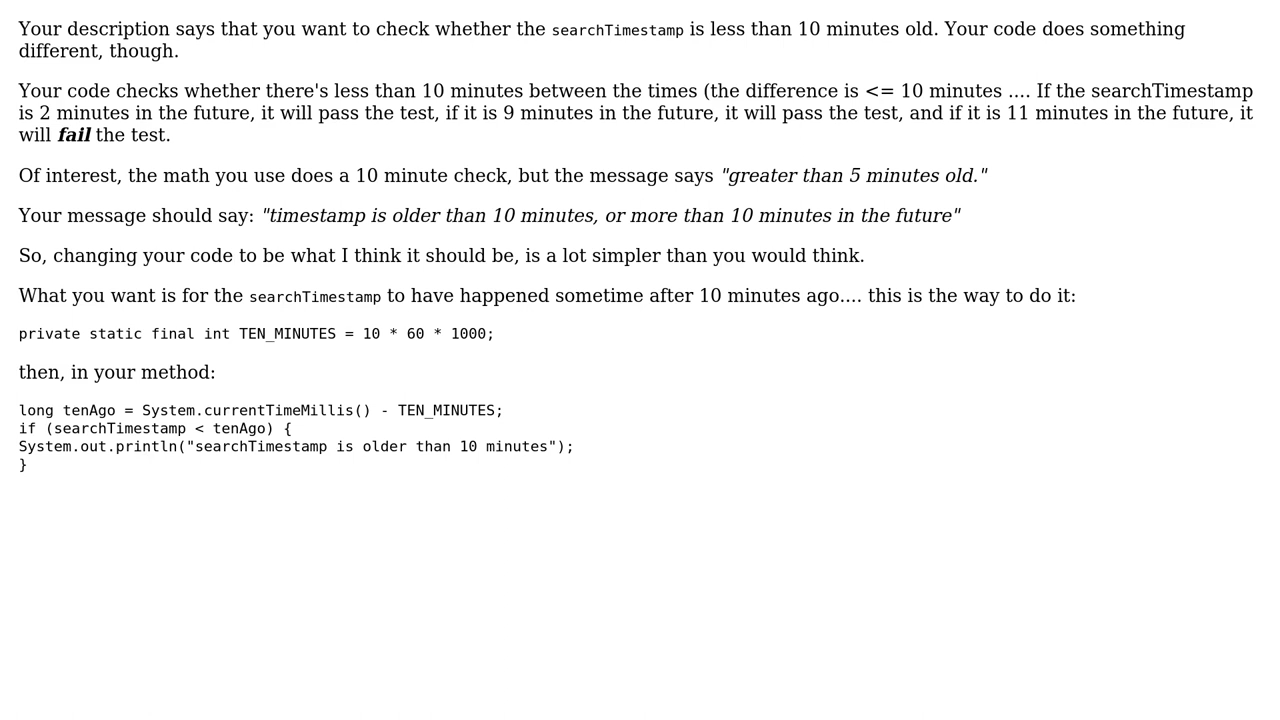 Your description says that you want to check whether the searchTimestamp is less than 10 minutes old. Your code does something
different, though.
Your code checks whether there's less than 10 minutes between the times (the difference is <= 10 minutes .... If the searchTimestamp
is 2 minutes in the future, it will pass the test, if it is 9 minutes in the future, it will pass the test, and if it is 11 minutes in the future, it
will fail the test.
Of interest, the math you use does a 10 minute check, but the message says "greater than 5 minutes old."
Your message should say: "timestamp is older than 10 minutes, or more than 10 minutes in the future"
So, changing your code to be what I think it should be, is a lot simpler than you would think.
What you want is for the searchTimestamp to have happened sometime after 10 minutes ago.... this is the way to do it:
private static final int TEN_MINUTES = 10 * 60 * 1000;
then, in your method:
long tenAgo = System.currentTimeMillis() - TEN_MINUTES;
if (searchTimestamp < tenAgo) {
System.out.println("searchTimestamp is older than 10 minutes");
}